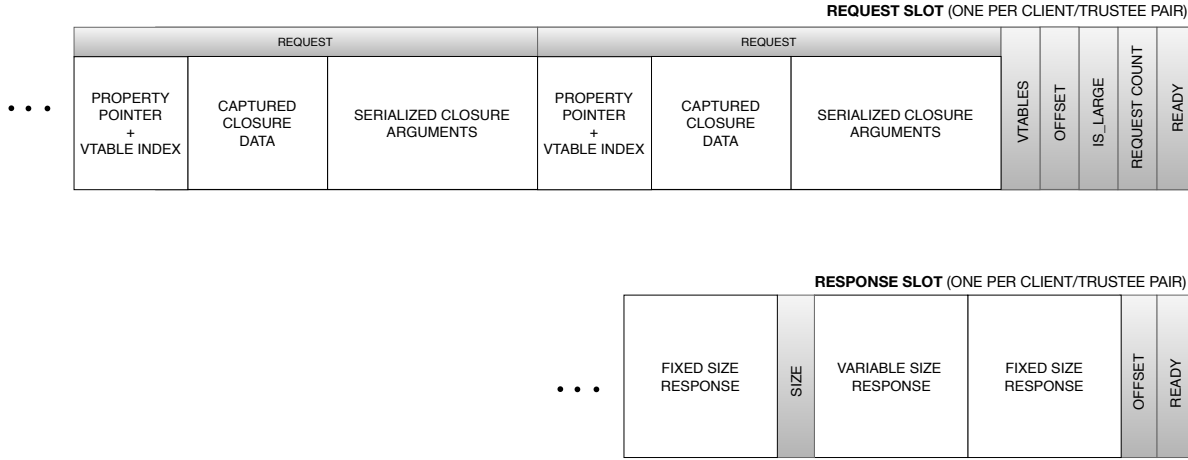 REQUEST SLOT (ONE PER CLIENT/TRUSTEE PAIR)
REQUEST
REQUEST
PROPERTY
POINTER
+
VTABLE INDEX
CAPTURED
CLOSURE
DATA
SERIALIZED CLOSURE
ARGUMENTS
PROPERTY
POINTER
+
VTABLE INDEX
CAPTURED
CLOSURE
DATA
SERIALIZED CLOSURE
ARGUMENTS
VTABLES
OFFSET
IS_LARGE
REQUEST COUNT
READY
RESPONSE SLOT (ONE PER CLIENT/TRUSTEE PAIR)
FIXED SIZE
RESPONSE
SIZE
VARIABLE SIZE
RESPONSE
FIXED SIZE
RESPONSE
OFFSET
READY